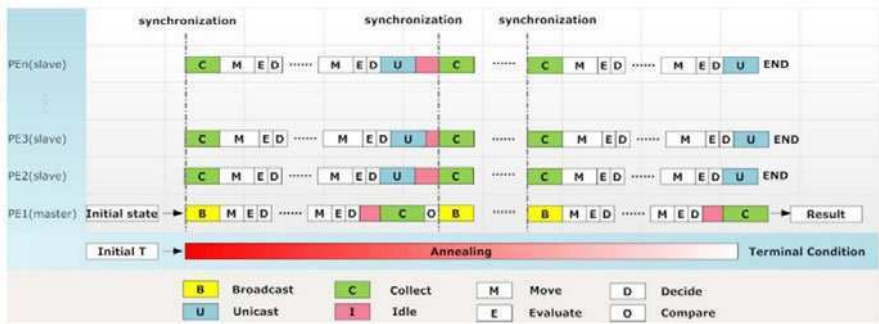 synchronization synchronization synchronization
PEn(slave) C M E D ...... M E D U C ...... C M E D ...... M E D U END
PE3(slave) C M E D ...... M E D U C ...... C M E D ...... M E D U END
PE2(slave) C M E D ...... M E D U C ...... C M E D ...... M E D U END
PE1(master) Initial state B M E D ...... M E D C O B ...... B M E D ...... M E D C Result
Initial T Annealing Terminal Condition
B Broadcast C Collect M Move D Decide
U Unicast I Idle E Evaluate O Compare